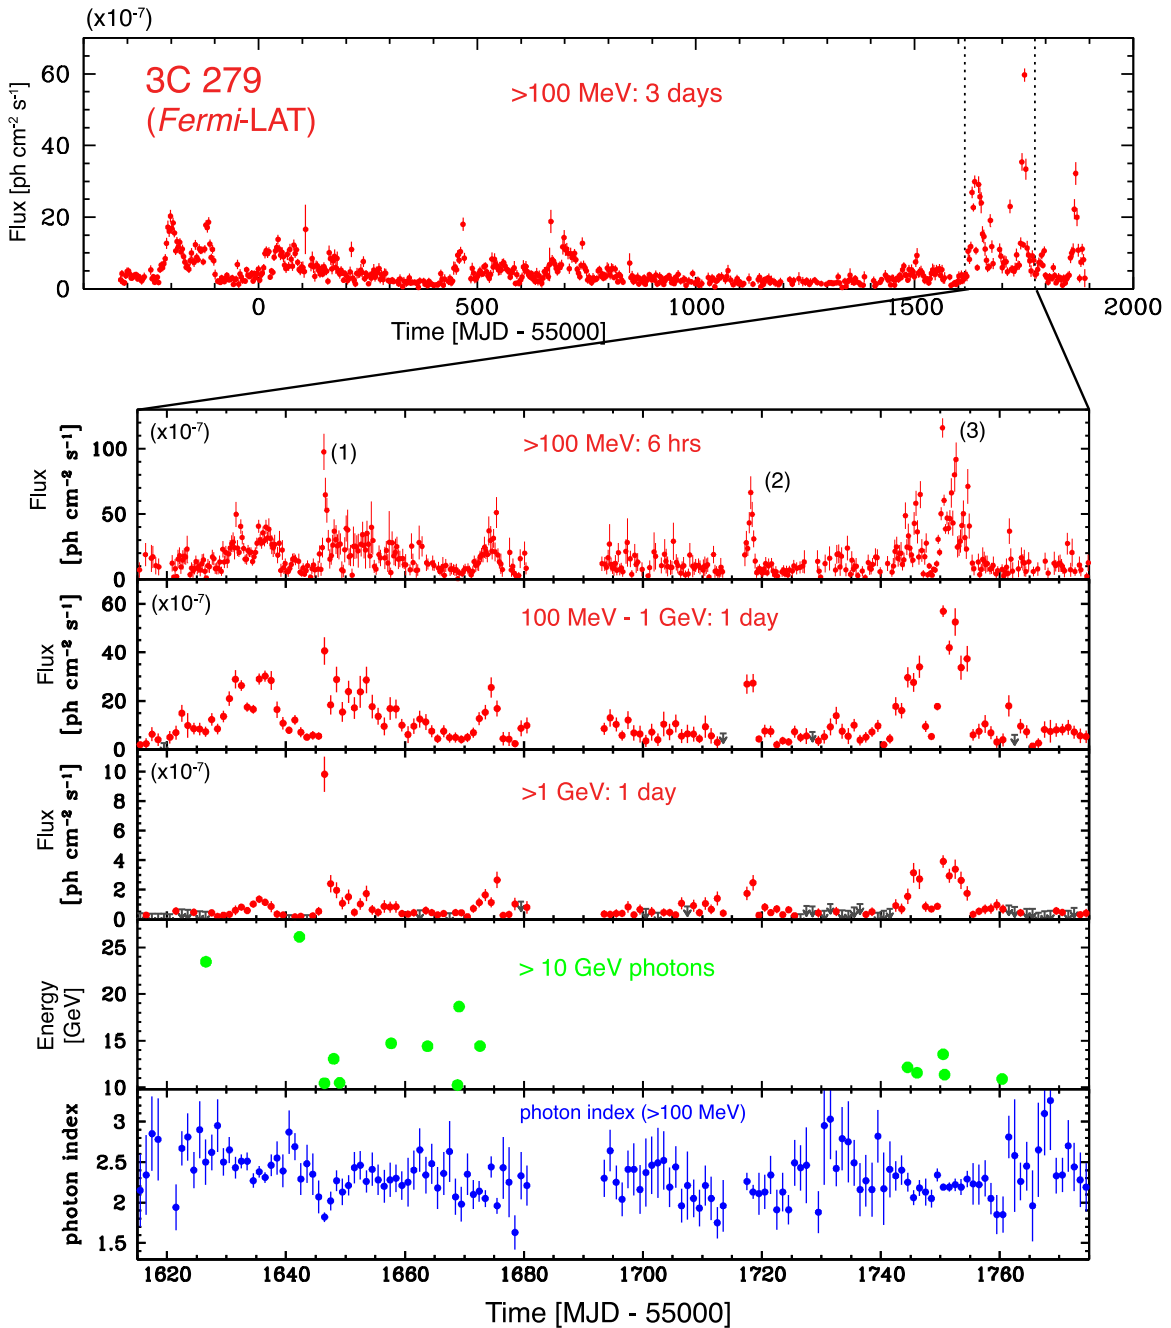 (x10⁻⁷)
3C 279
(Fermi-LAT)
>100 MeV: 3 days
Flux [ph cm⁻² s⁻¹]
60
40
20
0
0 500 1000 1500 2000
Time [MJD - 55000]
(x10⁻⁷)
>100 MeV: 6 hrs
(1)
(2)
(3)
Flux
[ph cm⁻² s⁻¹]
100
50
0
(x10⁻⁷)
100 MeV - 1 GeV: 1 day
Flux
[ph cm⁻² s⁻¹]
60
40
20
0
(x10⁻⁷)
>1 GeV: 1 day
Flux
[ph cm⁻² s⁻¹]
10
8
6
4
2
0
> 10 GeV photons
Energy
[GeV]
25
20
15
10
photon index (>100 MeV)
photon index
3
2.5
2
1.5
1620 1640 1660 1680 1700 1720 1740 1760
Time [MJD - 55000]